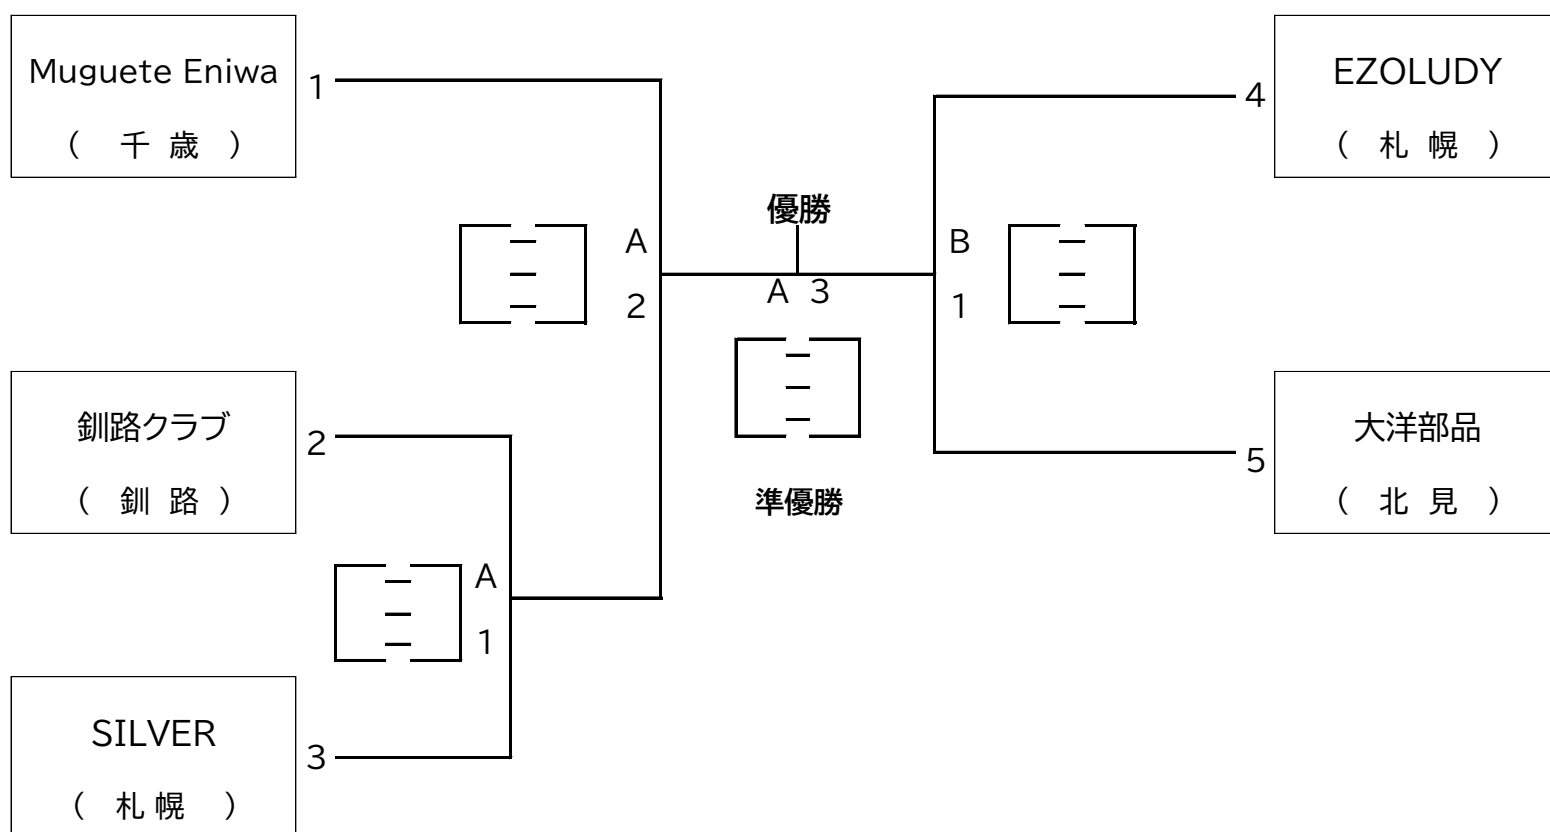 Muguete Eniwa
( 千 歳 )
1
4
EZOLUDY
( 札 幌 )
優勝
A
2
A 3
B
1
釧路クラブ
( 釧 路 )
2
準優勝
5
大洋部品
( 北 見 )
A
1
SILVER
( 札 幌 )
3